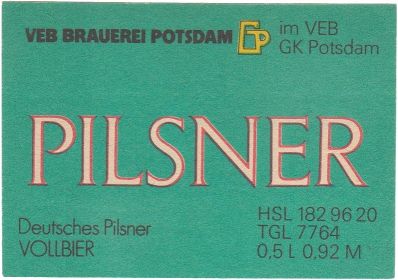 VEB BRAUEREI POTSDAM GP im VEB
GK Potsdam
PILSNER
Deutsches Pilsner
VOLLBIER
HSL 182 96 20
TGL 7764
0,5 L 0,92 M